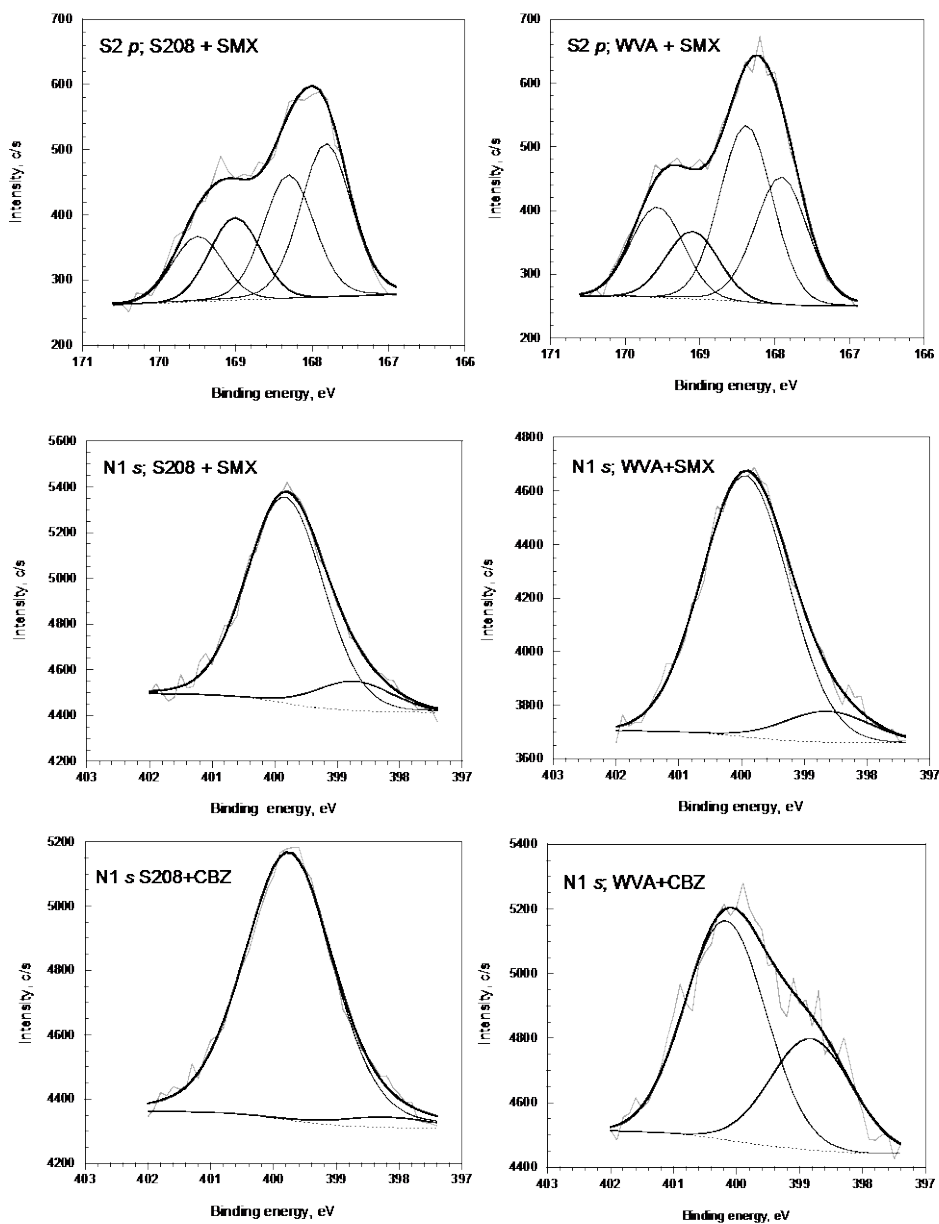 S2 p; S208 + SMX
700
600
500
400
300
200
Intensity, c/s
171 170 169 168 167 166
Binding energy, eV
S2 p; WVA + SMX
700
600
500
400
300
200
Intensity, c/s
171 170 169 168 167 166
Binding energy, eV
N1 s; S208 + SMX
5600
5400
5200
5000
4800
4600
4400
4200
Intensity, c/s
403 402 401 400 399 398 397
Binding energy, eV
N1 s; WVA+SMX
4800
4600
4400
4200
4000
3800
3600
Intensity, c/s
403 402 401 400 399 398 397
Binding energy, eV
N1 s S208+CBZ
5200
5000
4800
4600
4400
4200
Intensity, c/s
403 402 401 400 399 398 397
Binding energy, eV
N1 s; WVA+CBZ
5400
5200
5000
4800
4600
4400
Intensity, c/s
403 402 401 400 399 398 397
Binding energy, eV